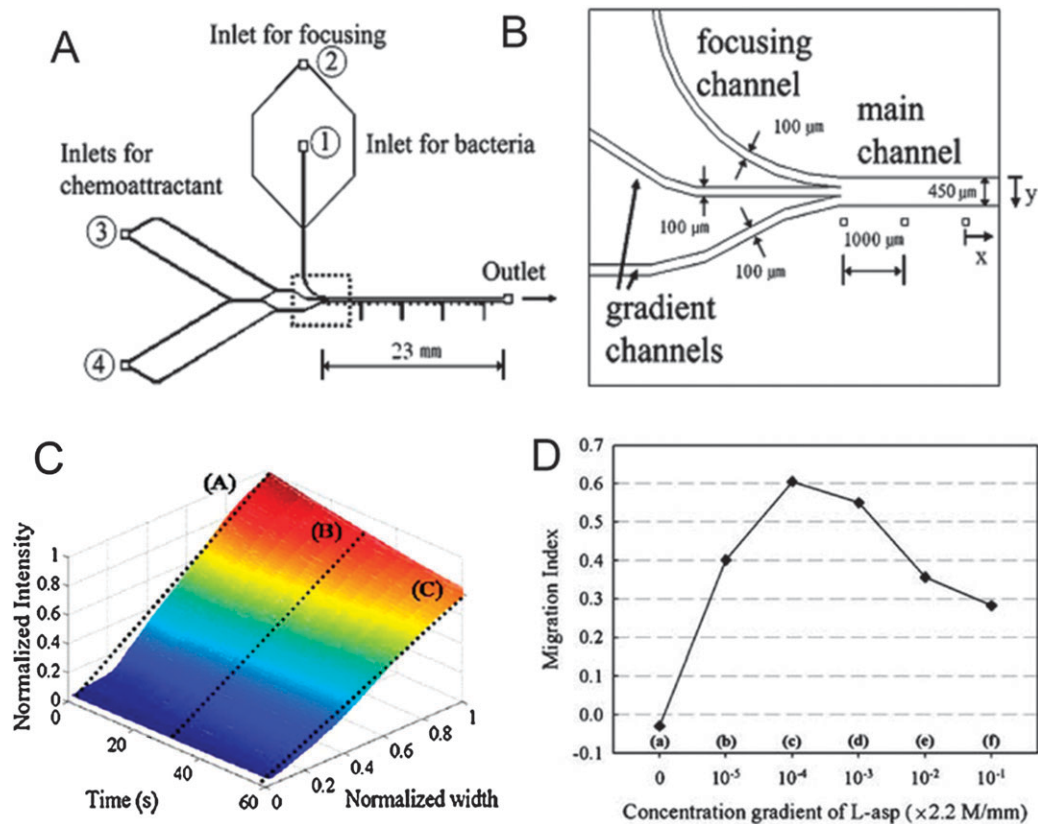 A
Inlet for focusing
②
①
Inlet for bacteria
Inlets for
chemoattractant
③
④
Outlet
23 mm
B
focusing
channel
100 μm
main
channel
450 μm
y
100 μm
1000 μm
x
100 μm
gradient
channels
C
(A)
(B)
(C)
Normalized Intensity
1
0.8
0.6
0.4
0.2
0
0
20
40
60
Time (s)
0
0.2
0.4
0.6
0.8
1
Normalized width
D
Migration Index
0.7
0.6
0.5
0.4
0.3
0.2
0.1
0.0
-0.1
(a) (b) (c) (d) (e) (f)
0 10⁻⁵ 10⁻⁴ 10⁻³ 10⁻² 10⁻¹
Concentration gradient of L-asp (×2.2 M/mm)